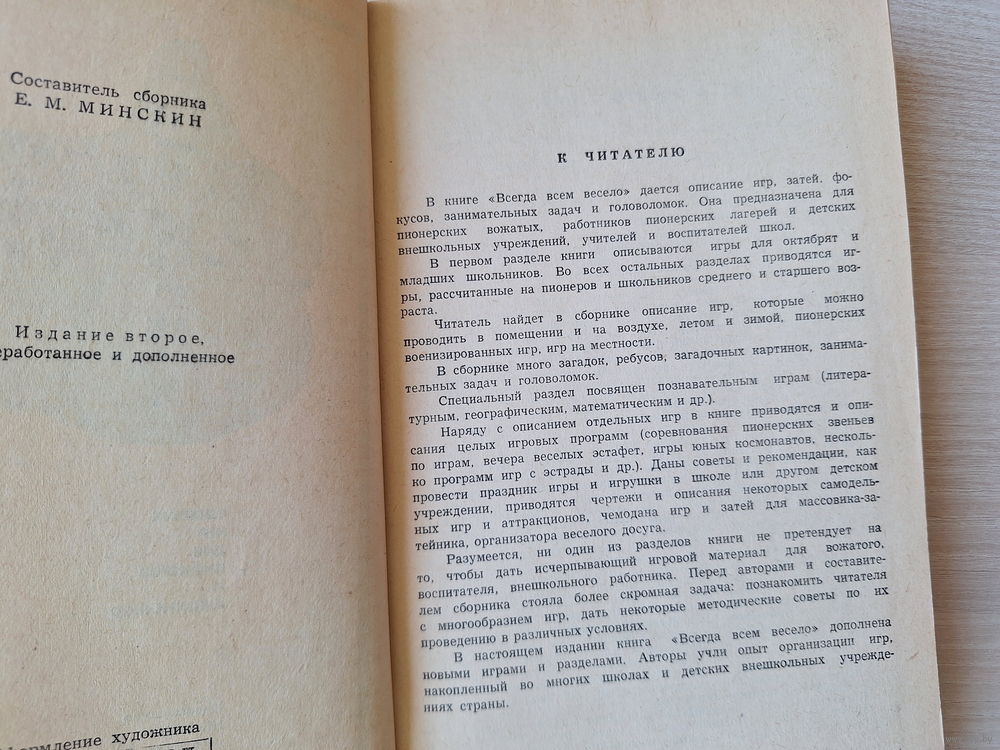 Составитель сборника
Е. М. МИНСКИН
Издание второе,
еработанное и дополненное
формление художника
К ЧИТАТЕЛЮ
В книге «Всегда всем весело» дается описание игр, затей. фо-
кусов, занимательных задач и головоломок. Она предназначена для
пионерских вожатых, работников пионерских лагерей и детских
внешкольных учреждений, учителей и воспитателей школ.
В первом разделе книги описываются игры для октябрят и
младших школьников. Во всех остальных разделах приводятся иг-
ры, рассчитанные на пионеров и школьников среднего и старшего воз-
раста.
Читатель найдет в сборнике описание игр, которые можно
проводить в помещении и на воздухе, летом и зимой, пионерских
военизированных игр, игр на местности.
В сборнике много загадок, ребусов, загадочных картинок, занима-
тельных задач и головоломок.
Специальный раздел посвящен познавательным играм (литера-
турным, географическим, математическим и др.).
Наряду с описанием отдельных игр в книге приводятся и опи-
сания целых игровых программ (соревнования пионерских звеньев
по играм, вечера веселых эстафет, игры юных космонавтов, несколь-
ко программ игр с эстрады и др.). Даны советы и рекомендации, как
провести праздник игры и игрушки в школе или другом детском
учреждении, приводятся чертежи и описания некоторых самодель-
ных игр и аттракционов, чемодана игр и затей для массовика-за-
тейника, организатора веселого досуга.
Разумеется, ни один из разделов книги не претендует на
то, чтобы дать исчерпывающий игровой материал для вожатого,
воспитателя, внешкольного работника. Перед авторами и составите-
лем сборника стояла более скромная задача: познакомить читателя
с многообразием игр, дать некоторые методические советы по их
проведению в различных условиях.
В настоящем издании книга «Всегда всем весело» дополнена
новыми играми и разделами. Авторы учли опыт организации игр,
накопленный во многих школах и детских внешкольных учрежде-
ниях страны.